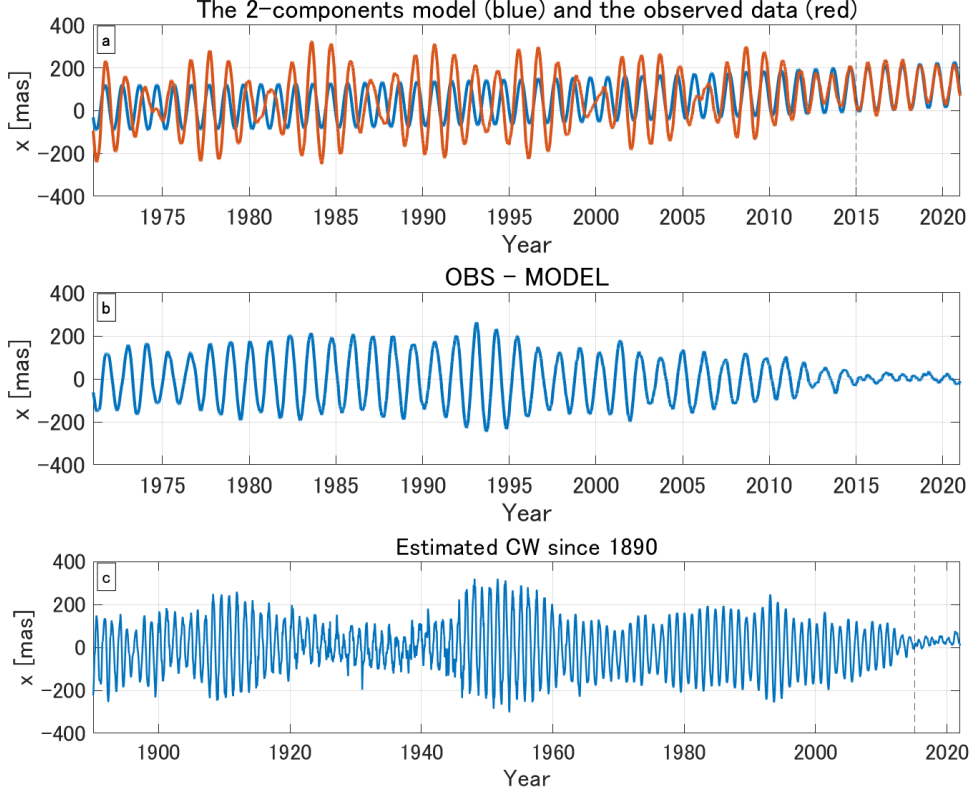 The 2-components model (blue) and the observed data (red)
a
400
200
0
−200
−400
x [mas]
1975 1980 1985 1990 1995 2000 2005 2010 2015 2020
Year
OBS − MODEL
b
400
200
0
−200
−400
x [mas]
1975 1980 1985 1990 1995 2000 2005 2010 2015 2020
Year
Estimated CW since 1890
c
400
200
0
−200
−400
x [mas]
1900 1920 1940 1960 1980 2000 2020
Year